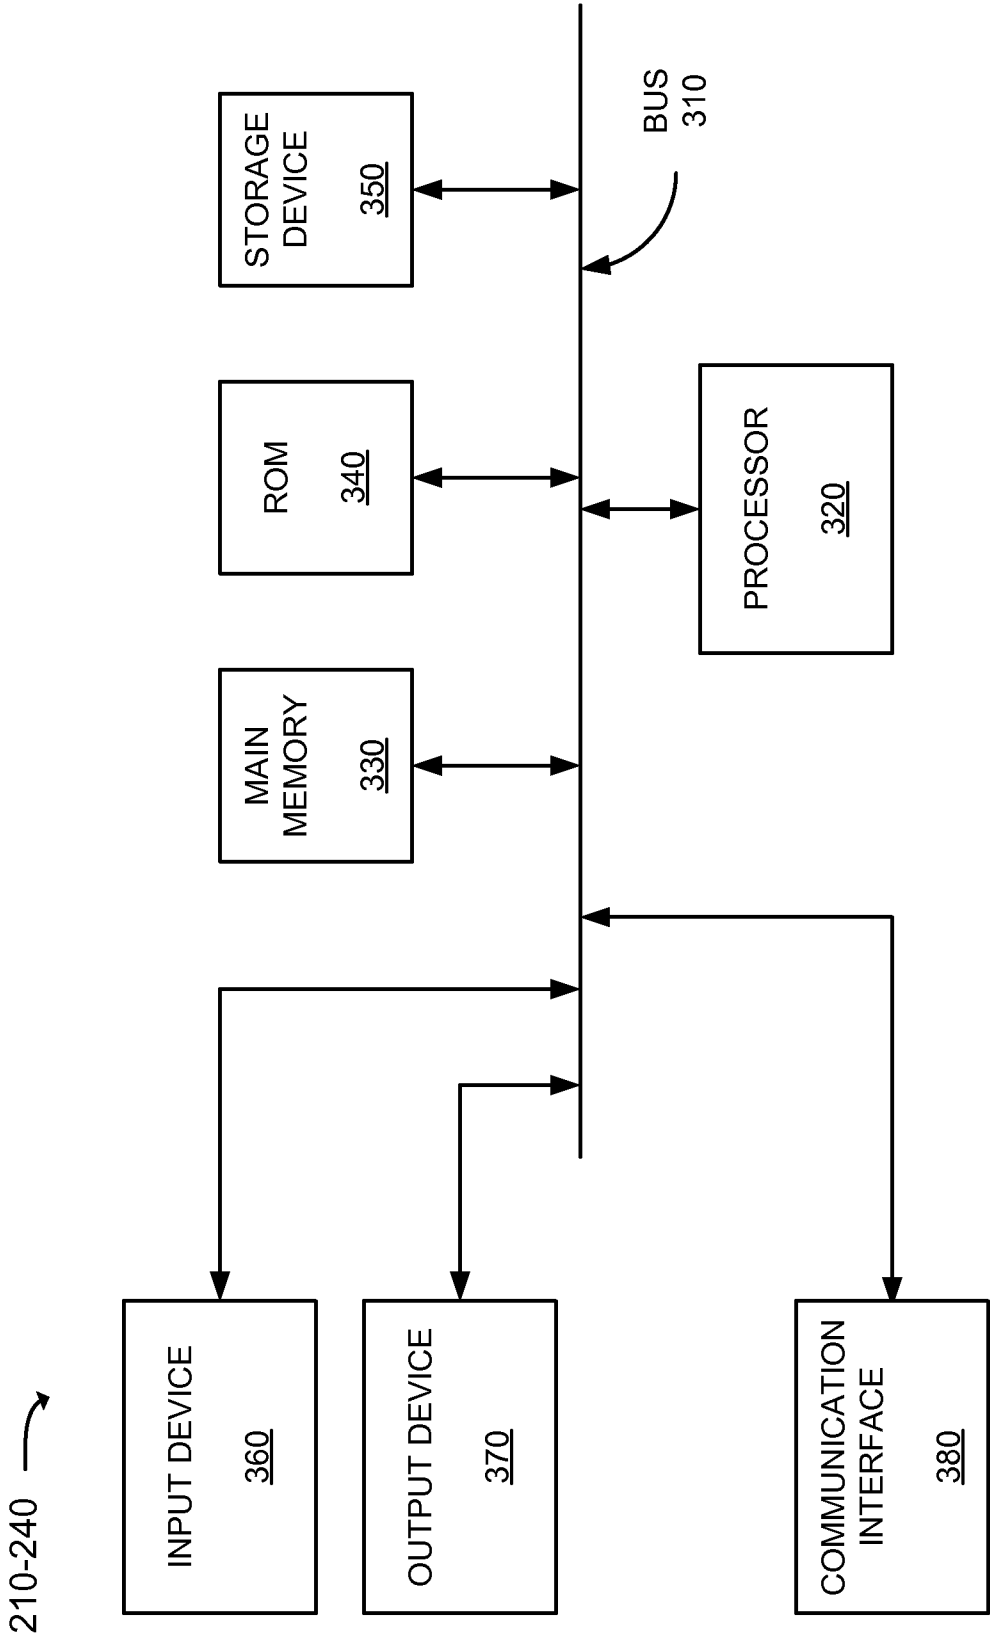 210-240
INPUT DEVICE
360
OUTPUT DEVICE
370
COMMUNICATION
INTERFACE
380
MAIN
MEMORY
330
ROM
340
STORAGE
DEVICE
350
PROCESSOR
320
BUS
310